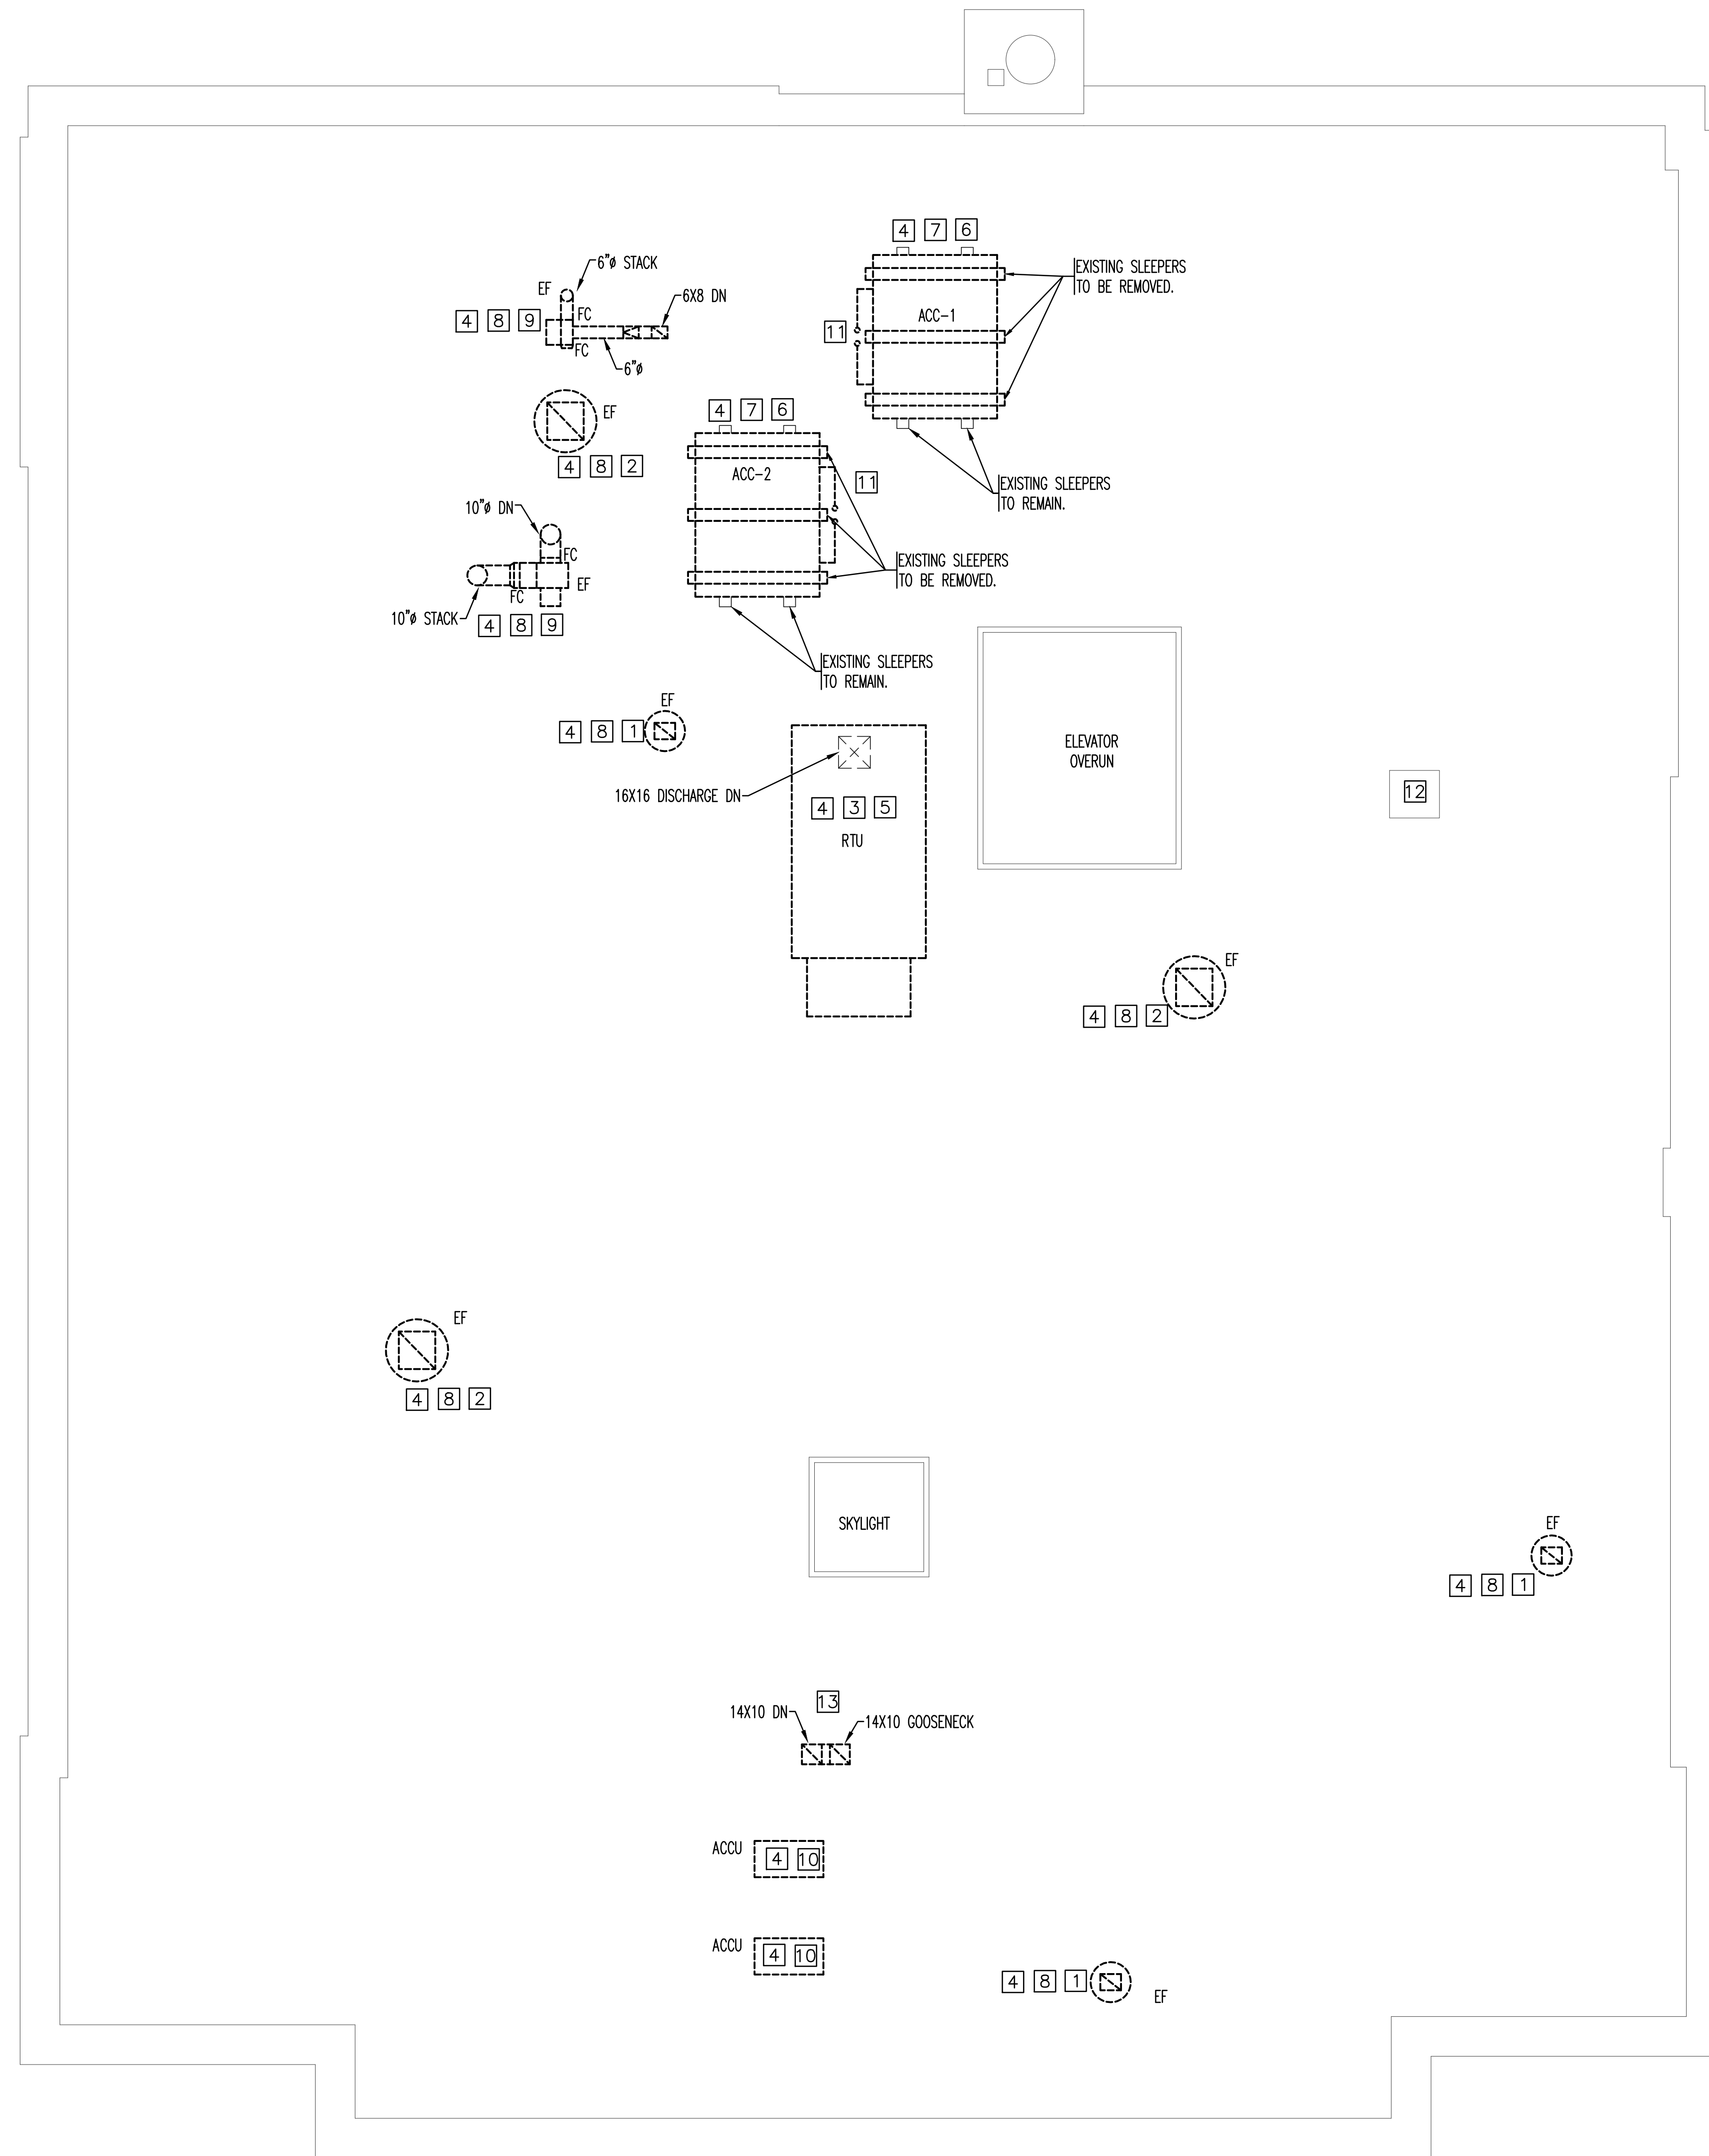 4 7 6
EXISTING SLEEPERS
TO BE REMOVED.
6"ø STACK
EF
6X8 DN
FC
4 8 9
ACC-1
11
FC
6"ø
EF
4 7 6
4 8 2
ACC-2
11
EXISTING SLEEPERS
TO REMAIN.
10"ø DN
FC
EXISTING SLEEPERS
TO BE REMOVED.
EF
FC
10"ø STACK
4 8 9
EXISTING SLEEPERS
TO REMAIN.
EF
4 8 1
ELEVATOR
OVERUN
16X16 DISCHARGE DN
12
4 3 5
RTU
EF
4 8 2
EF
4 8 2
SKYLIGHT
EF
4 8 1
13
14X10 DN
14X10 GOOSENECK
ACCU
4 10
ACCU
4 10
4 8 1
EF